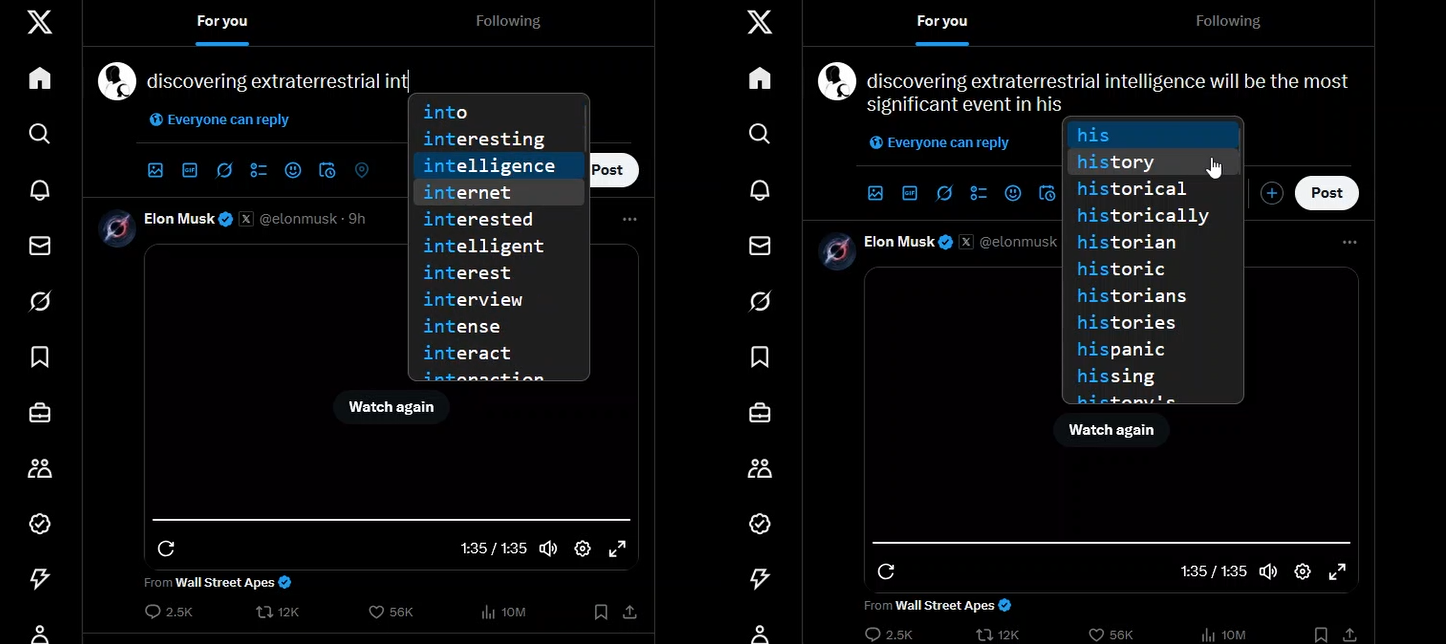 For you
Following
discovering extraterrestrial int
Everyone can reply
GIF
Post
into
interesting
intelligence
internet
interested
intelligent
interest
interview
intense
interact
interaction
Elon Musk @elonmusk · 9h
Watch again
1:35 / 1:35
From Wall Street Apes
2.5K 12K 56K 10M
For you
Following
discovering extraterrestrial intelligence will be the most
significant event in his
Everyone can reply
GIF
Post
his
history
historical
historically
historian
historic
historians
histories
hispanic
hissing
history's
Elon Musk @elonmusk
Watch again
1:35 / 1:35
From Wall Street Apes
2.5K 12K 56K 10M